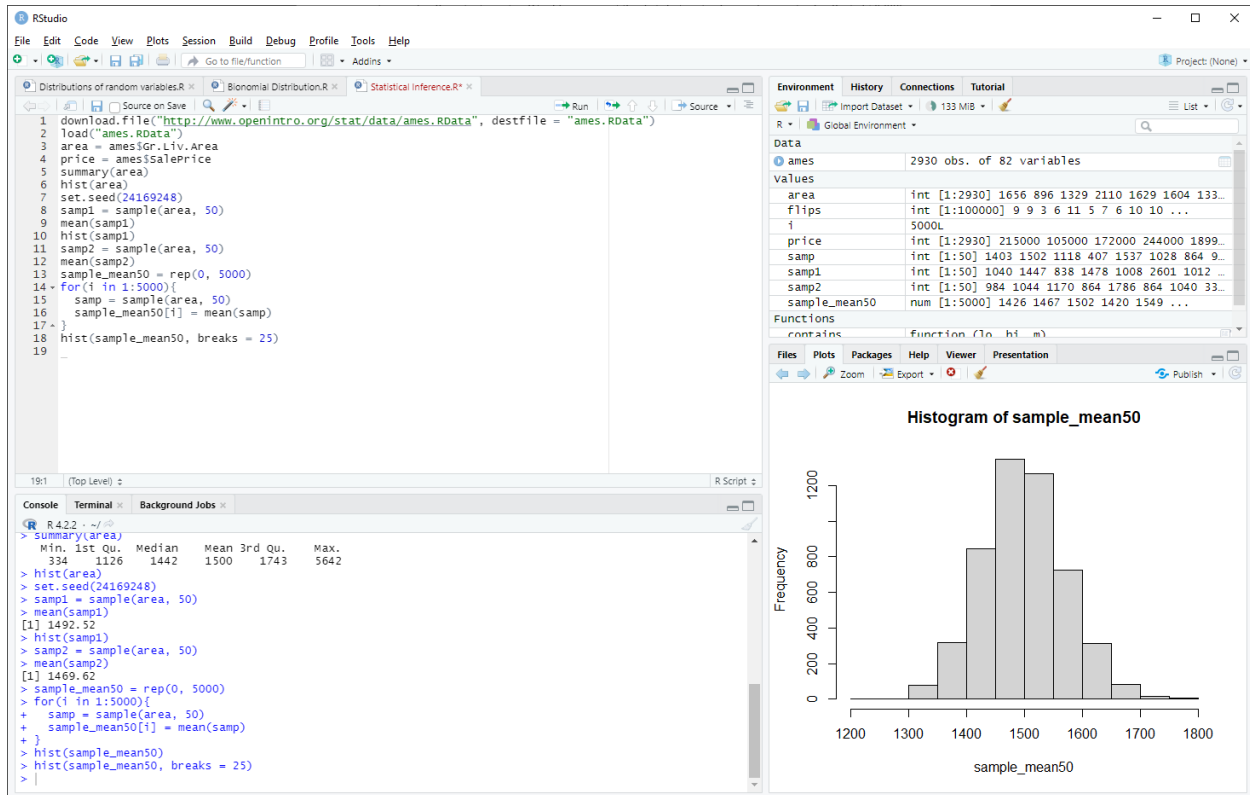 RStudio
File Edit Code View Plots Session Build Debug Profile Tools Help
Go to file/function Addins Project: (None)
Distributions of random variables.R Bionomial Distribution.R Statistical Inference.R*
Source on Save Run Source
1 download.file("http://www.openintro.org/stat/data/ames.RData", destfile = "ames.RData")
2 load("ames.RData")
3 area = ames$Gr.Liv.Area
4 price = ames$SalePrice
5 summary(area)
6 hist(area)
7 set.seed(24169248)
8 samp1 = sample(area, 50)
9 mean(samp1)
10 hist(samp1)
11 samp2 = sample(area, 50)
12 mean(samp2)
13 sample_mean50 = rep(0, 5000)
14 for(i in 1:5000){
15 samp = sample(area, 50)
16 sample_mean50[i] = mean(samp)
17 }
18 hist(sample_mean50, breaks = 25)
19
19:1 (Top Level) R Script
Console Terminal Background Jobs
R 4.2.2 · ~/
> summary(area)
Min. 1st Qu. Median Mean 3rd Qu. Max.
334 1126 1442 1500 1743 5642
> hist(area)
> set.seed(24169248)
> samp1 = sample(area, 50)
> mean(samp1)
[1] 1492.52
> hist(samp1)
> samp2 = sample(area, 50)
> mean(samp2)
[1] 1469.62
> sample_mean50 = rep(0, 5000)
> for(i in 1:5000){
+ samp = sample(area, 50)
+ sample_mean50[i] = mean(samp)
+ }
> hist(sample_mean50)
> hist(sample_mean50, breaks = 25)
>
Environment History Connections Tutorial
Import Dataset 133 MiB List
R Global Environment
Data
ames 2930 obs. of 82 variables
Values
area int [1:2930] 1656 896 1329 2110 1629 1604 133…
flips int [1:100000] 9 9 3 6 11 5 7 6 10 10 ...
i 5000L
price int [1:2930] 215000 105000 172000 244000 1899…
samp int [1:50] 1403 1502 1118 407 1537 1028 864 9…
samp1 int [1:50] 1040 1447 838 1478 1008 2601 1012 …
samp2 int [1:50] 984 1044 1170 864 1786 864 1040 33…
sample_mean50 num [1:5000] 1426 1467 1502 1420 1549 ...
Functions
contains function (lo, hi, m)
Files Plots Packages Help Viewer Presentation
Zoom Export Publish
Histogram of sample_mean50
Frequency
1200
800
600
400
200
0
1200 1300 1400 1500 1600 1700 1800
sample_mean50